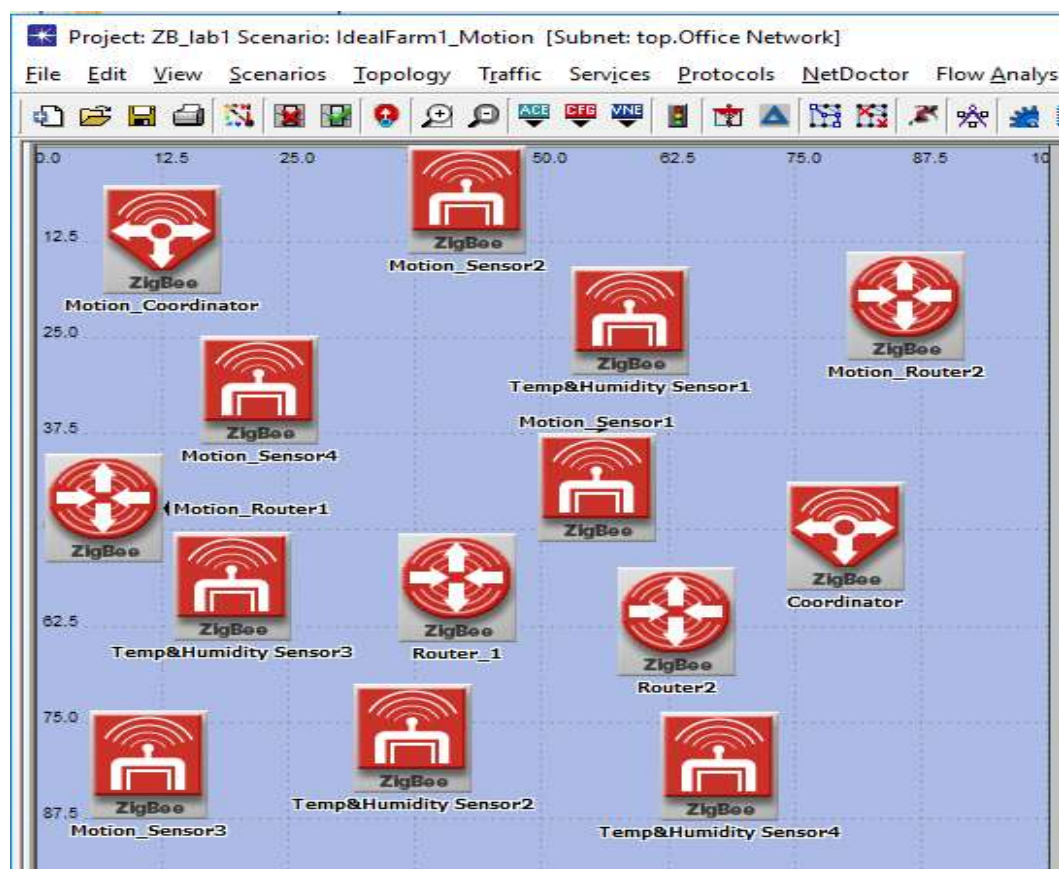 Project: ZB_lab1 Scenario: IdealFarm1_Motion [Subnet: top.Office Network]
File Edit View Scenarios Topology Traffic Services Protocols NetDoctor Flow Analys
ACE CFG VNE
0.0 12.5 25.0 50.0 62.5 75.0 87.5 10
ZigBee
Motion_Sensor2
12.5
ZigBee
Motion_Coordinator
25.0
ZigBee
Motion_Router2
ZigBee
Temp&Humidity Sensor1
Motion_Sensor1
37.5
ZigBee
Motion_Sensor4
Motion_Router1
ZigBee
ZigBee
ZigBee
Coordinator
62.5
ZigBee
Temp&Humidity Sensor3
ZigBee
Router_1
ZigBee
Router2
75.0
ZigBee
Temp&Humidity Sensor2
87.5
ZigBee
Motion_Sensor3
ZigBee
Temp&Humidity Sensor4